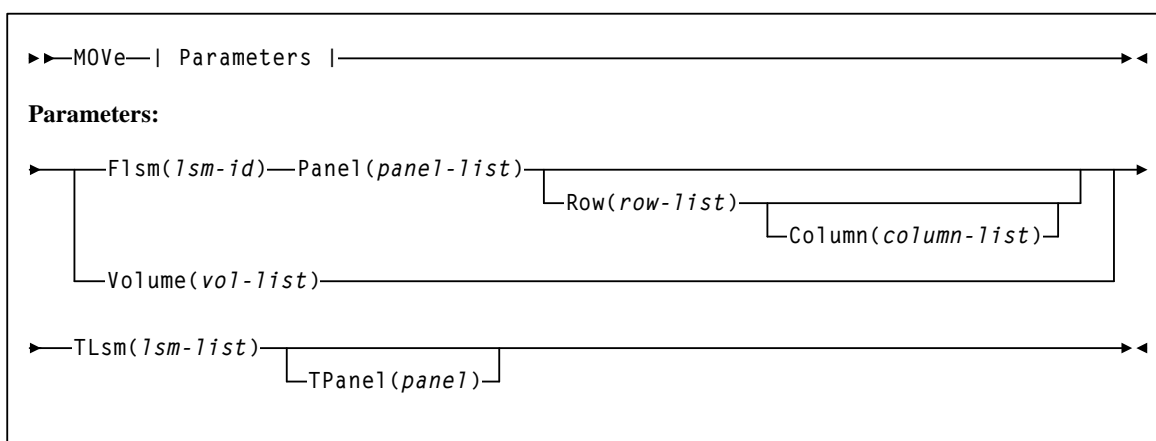 MOVe | Parameters |
Parameters:
Flsm(lsm-id) Panel(panel-list)
Row(row-list)
Column(column-list)
Volume(vol-list)
TLsm(lsm-list)
TPanel(panel)